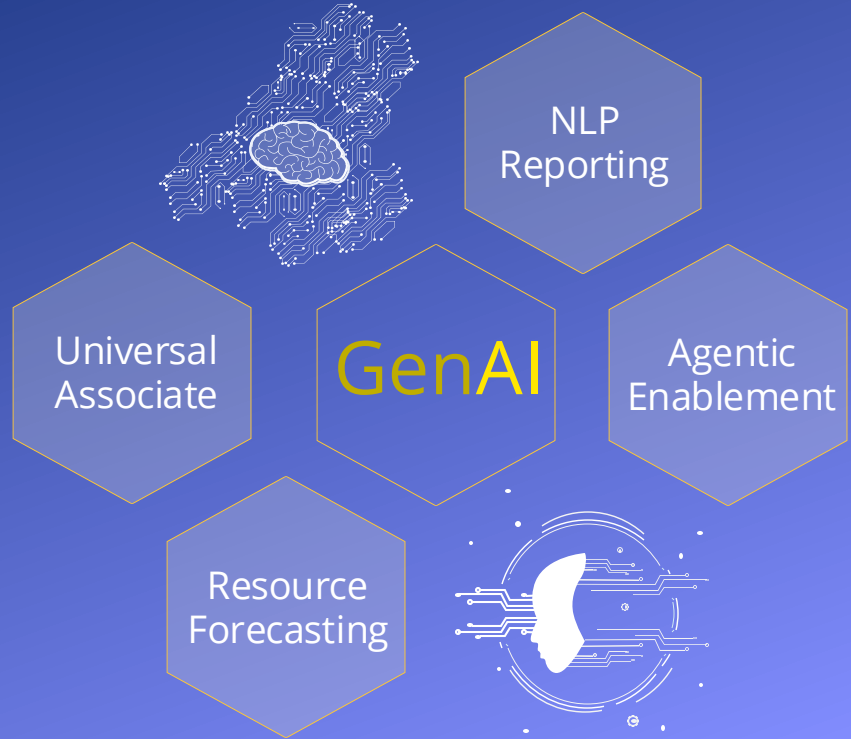 NLP
Reporting
Universal
Associate
GenAI
Agentic
Enablement
Resource
Forecasting